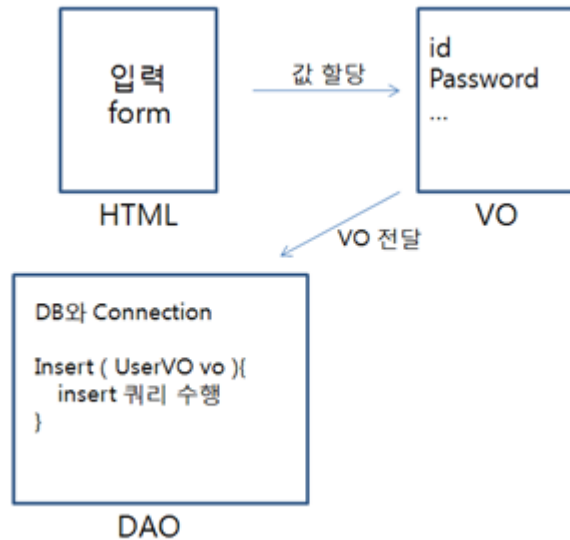 입력
form
HTML
값 할당
id
Password
...
VO
VO 전달
DB와 Connection
Insert ( UserVO vo ){
insert 쿼리 수행
}
DAO